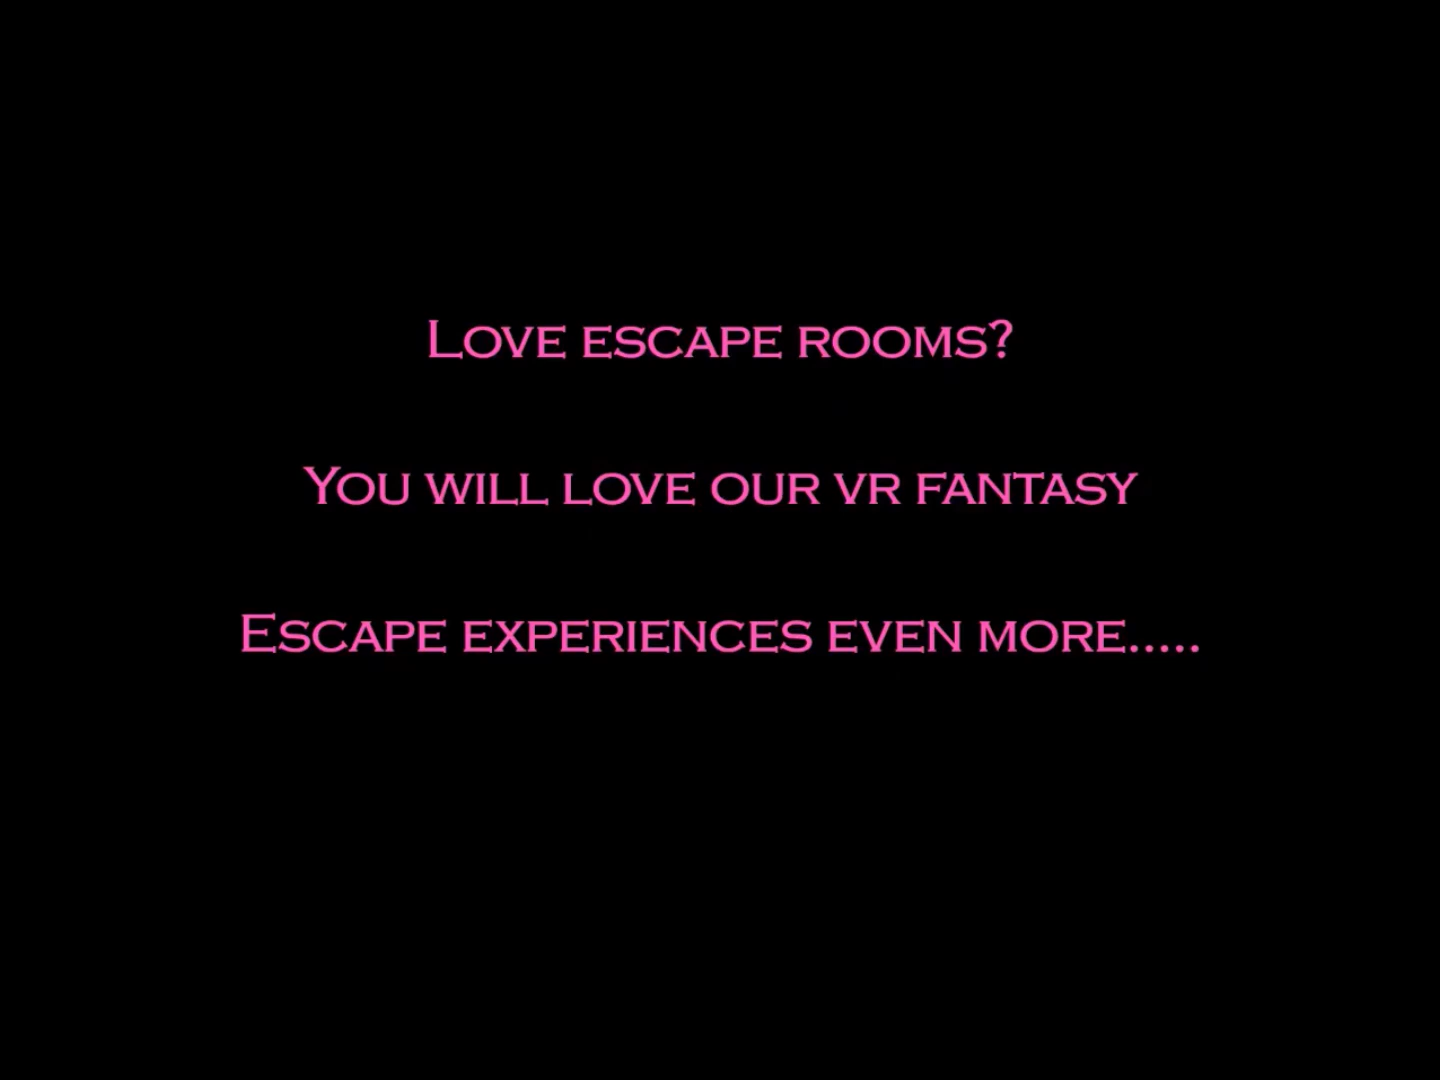 Love escape rooms?
You will love our vr fantasy
Escape experiences even more.....